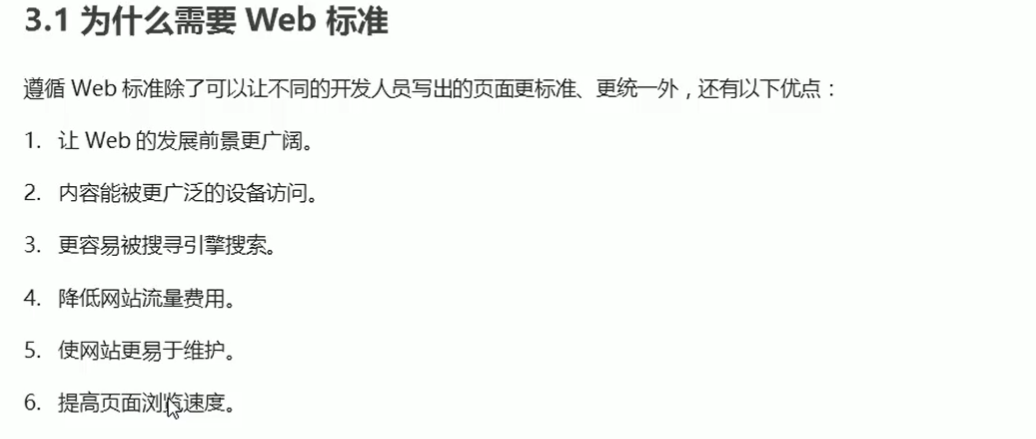 3.1 为什么需要 Web 标准
遵循 Web 标准除了可以让不同的开发人员写出的页面更标准、更统一外，还有以下优点：
1. 让 Web 的发展前景更广阔。
2. 内容能被更广泛的设备访问。
3. 更容易被搜寻引擎搜索。
4. 降低网站流量费用。
5. 使网站更易于维护。
6. 提高页面浏览速度。